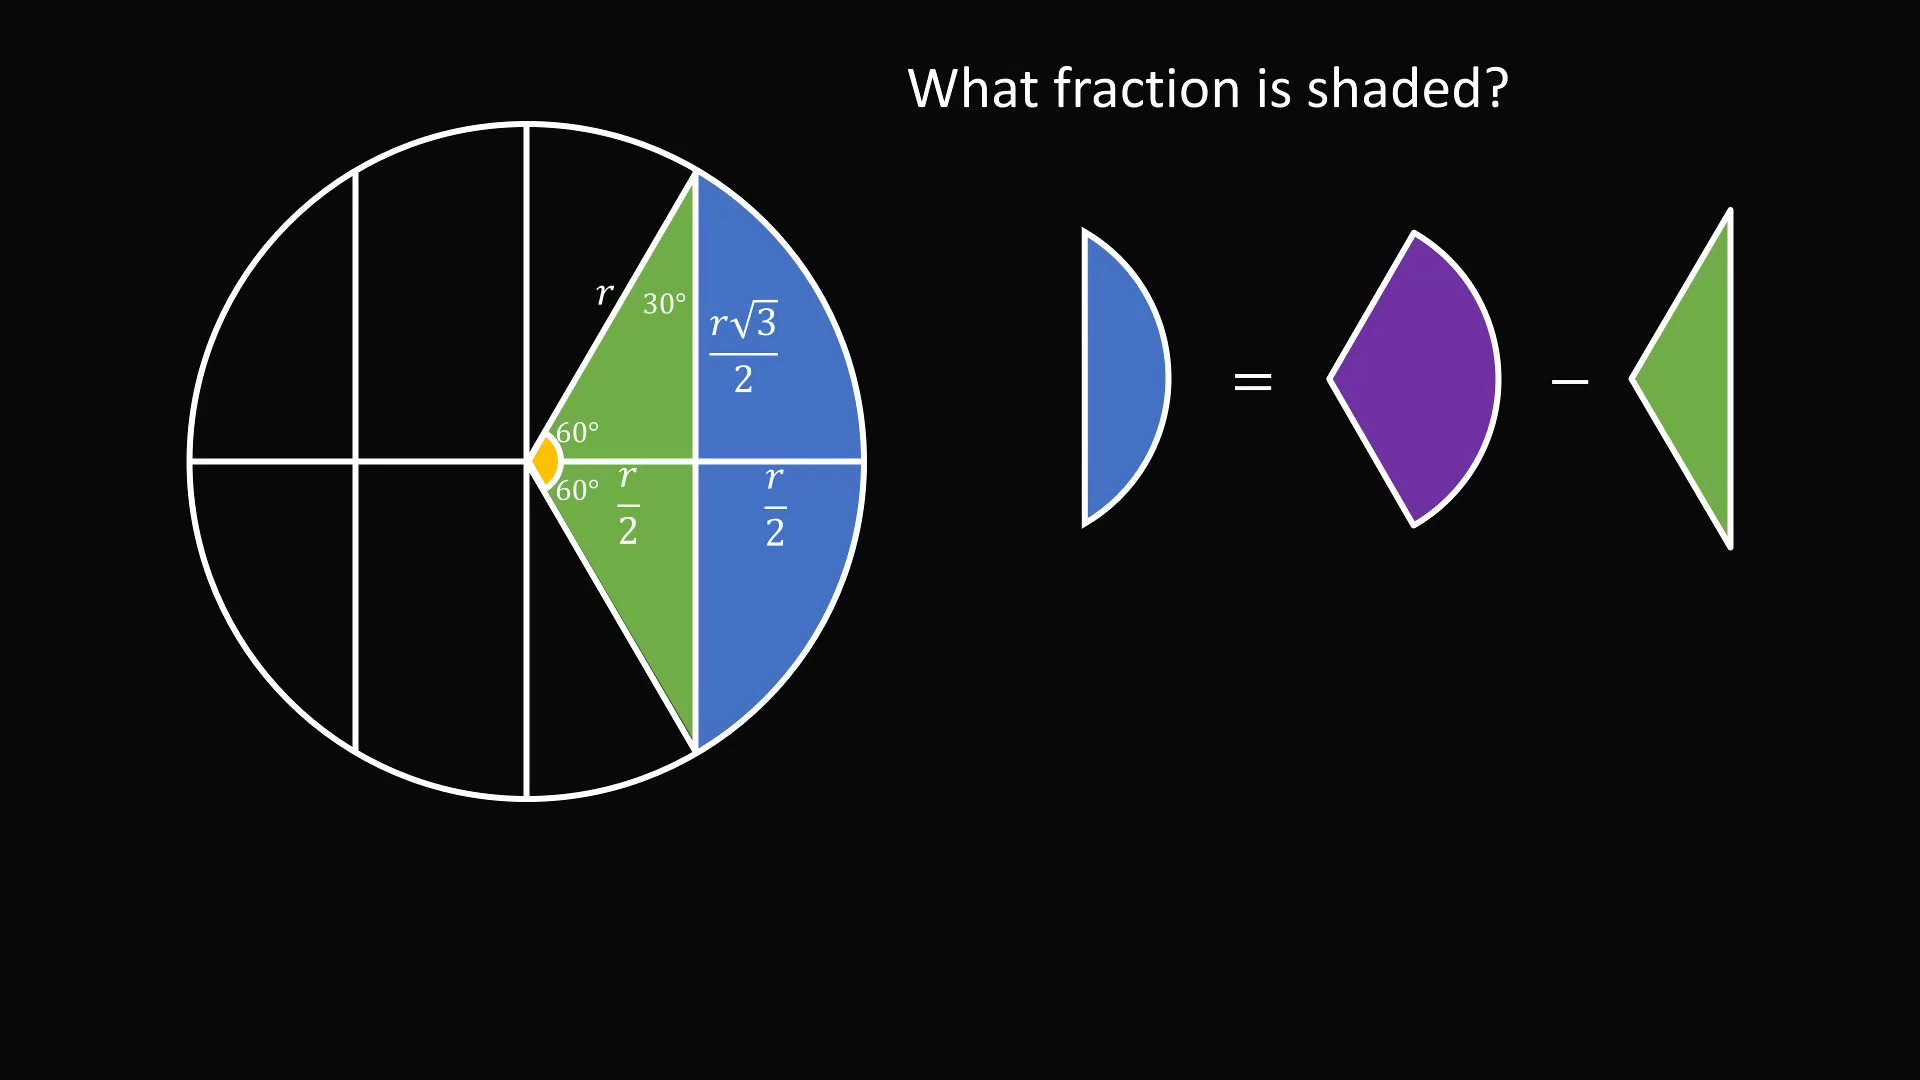 What fraction is shaded?
r
30°
r√3
2
60°
60°
r
2
r
2
= −